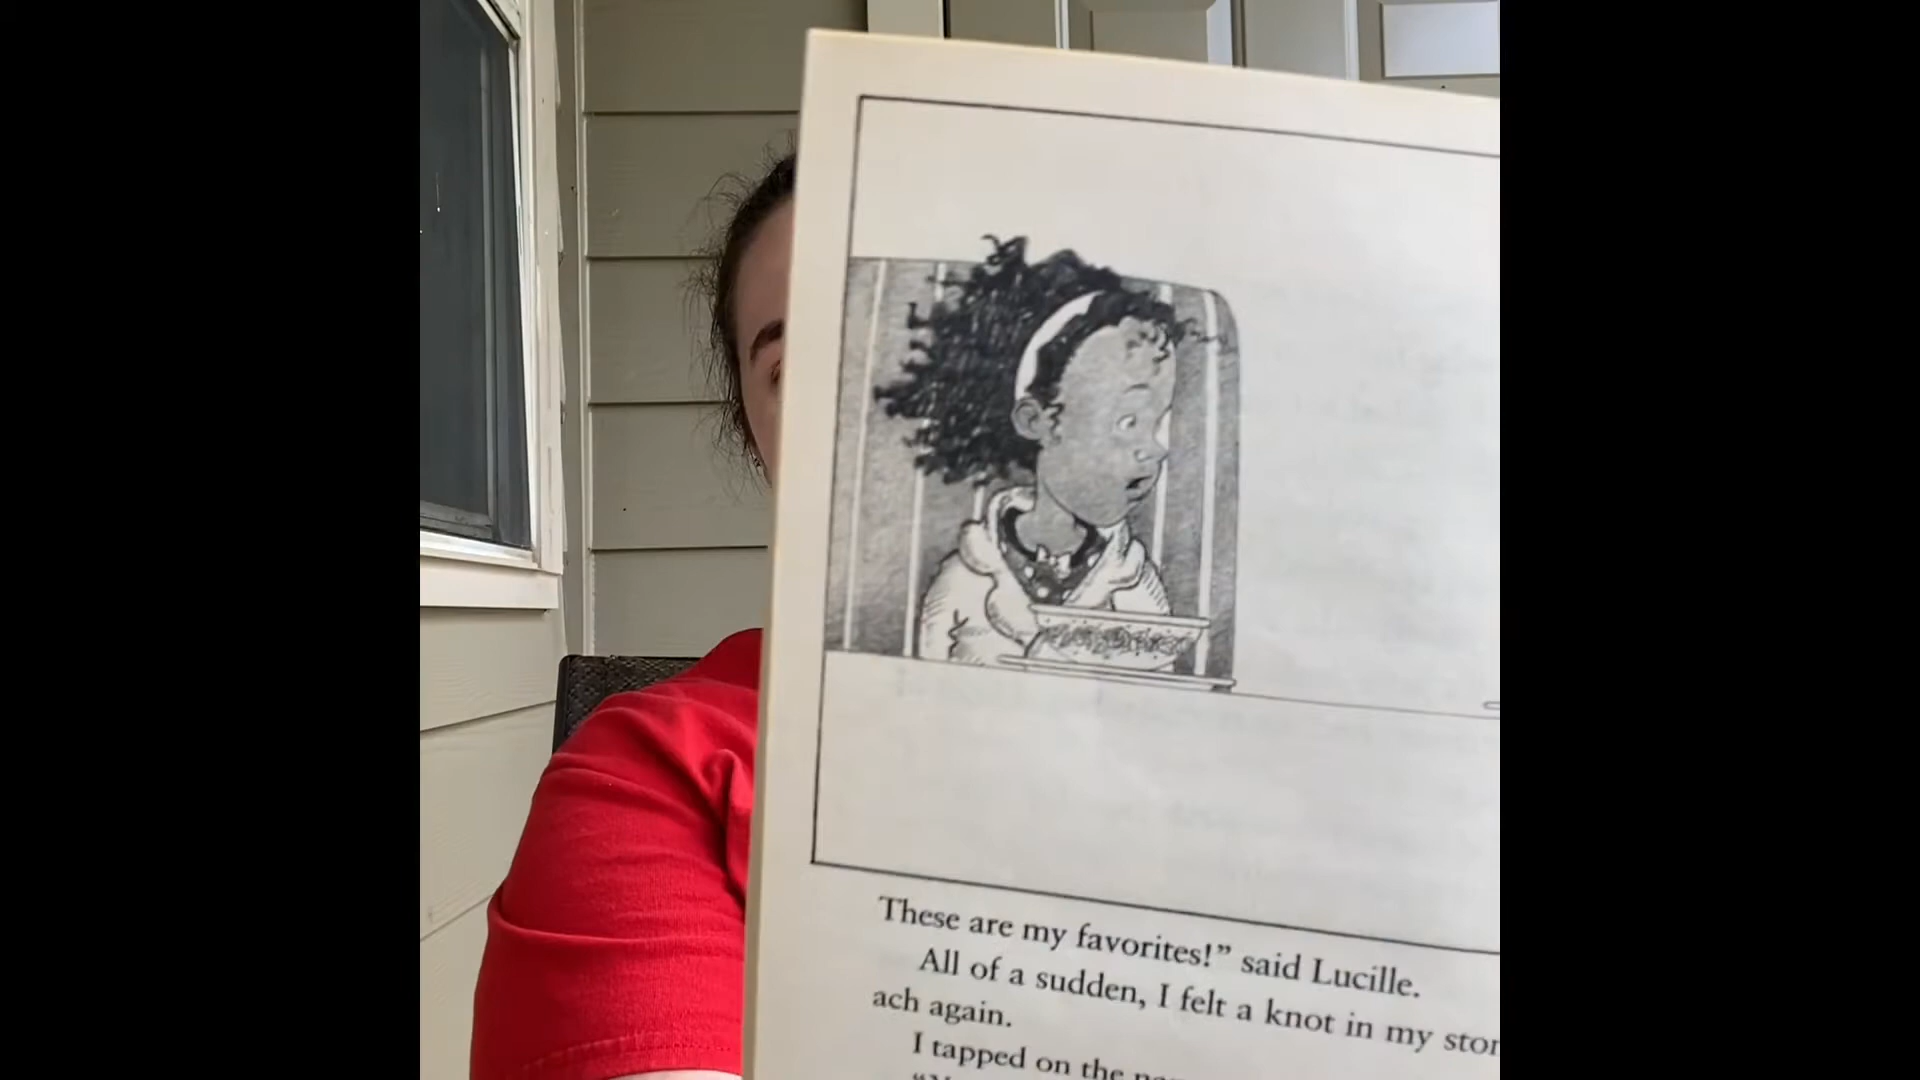 These are my favorites!” said Lucille.
All of a sudden, I felt a knot in my stom
ach again.
I tapped on the